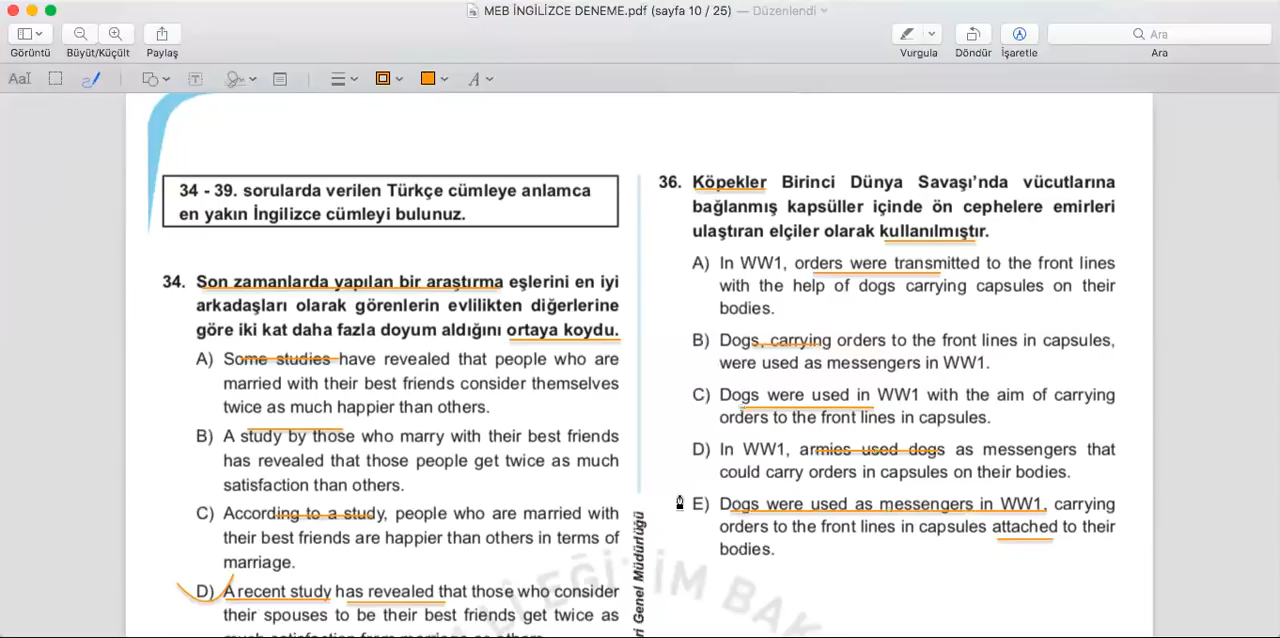 MEB İNGİLİZCE DENEME.pdf (sayfa 10 / 25) — Düzenlendi
Görüntü
Büyüt/Küçült
Paylaş
Vurgula
Döndür
İşaretle
Ara
Ara
AaI
T
A
34 - 39. sorularda verilen Türkçe cümleye anlamca
en yakın İngilizce cümleyi bulunuz.
34. Son zamanlarda yapılan bir araştırma eşlerini en iyi
arkadaşları olarak görenlerin evlilikten diğerlerine
göre iki kat daha fazla doyum aldığını ortaya koydu.
A) Some studies have revealed that people who are
married with their best friends consider themselves
twice as much happier than others.
B) A study by those who marry with their best friends
has revealed that those people get twice as much
satisfaction than others.
C) According to a study, people who are married with
their best friends are happier than others in terms of
marriage.
D) A recent study has revealed that those who consider
their spouses to be their best friends get twice as
much satisfaction from marriage as others.
36. Köpekler Birinci Dünya Savaşı'nda vücutlarına
bağlanmış kapsüller içinde ön cephelere emirleri
ulaştıran elçiler olarak kullanılmıştır.
A) In WW1, orders were transmitted to the front lines
with the help of dogs carrying capsules on their
bodies.
B) Dogs, carrying orders to the front lines in capsules,
were used as messengers in WW1.
C) Dogs were used in WW1 with the aim of carrying
orders to the front lines in capsules.
D) In WW1, armies used dogs as messengers that
could carry orders in capsules on their bodies.
E) Dogs were used as messengers in WW1, carrying
orders to the front lines in capsules attached to their
bodies.
ri Genel Müdürlüğü